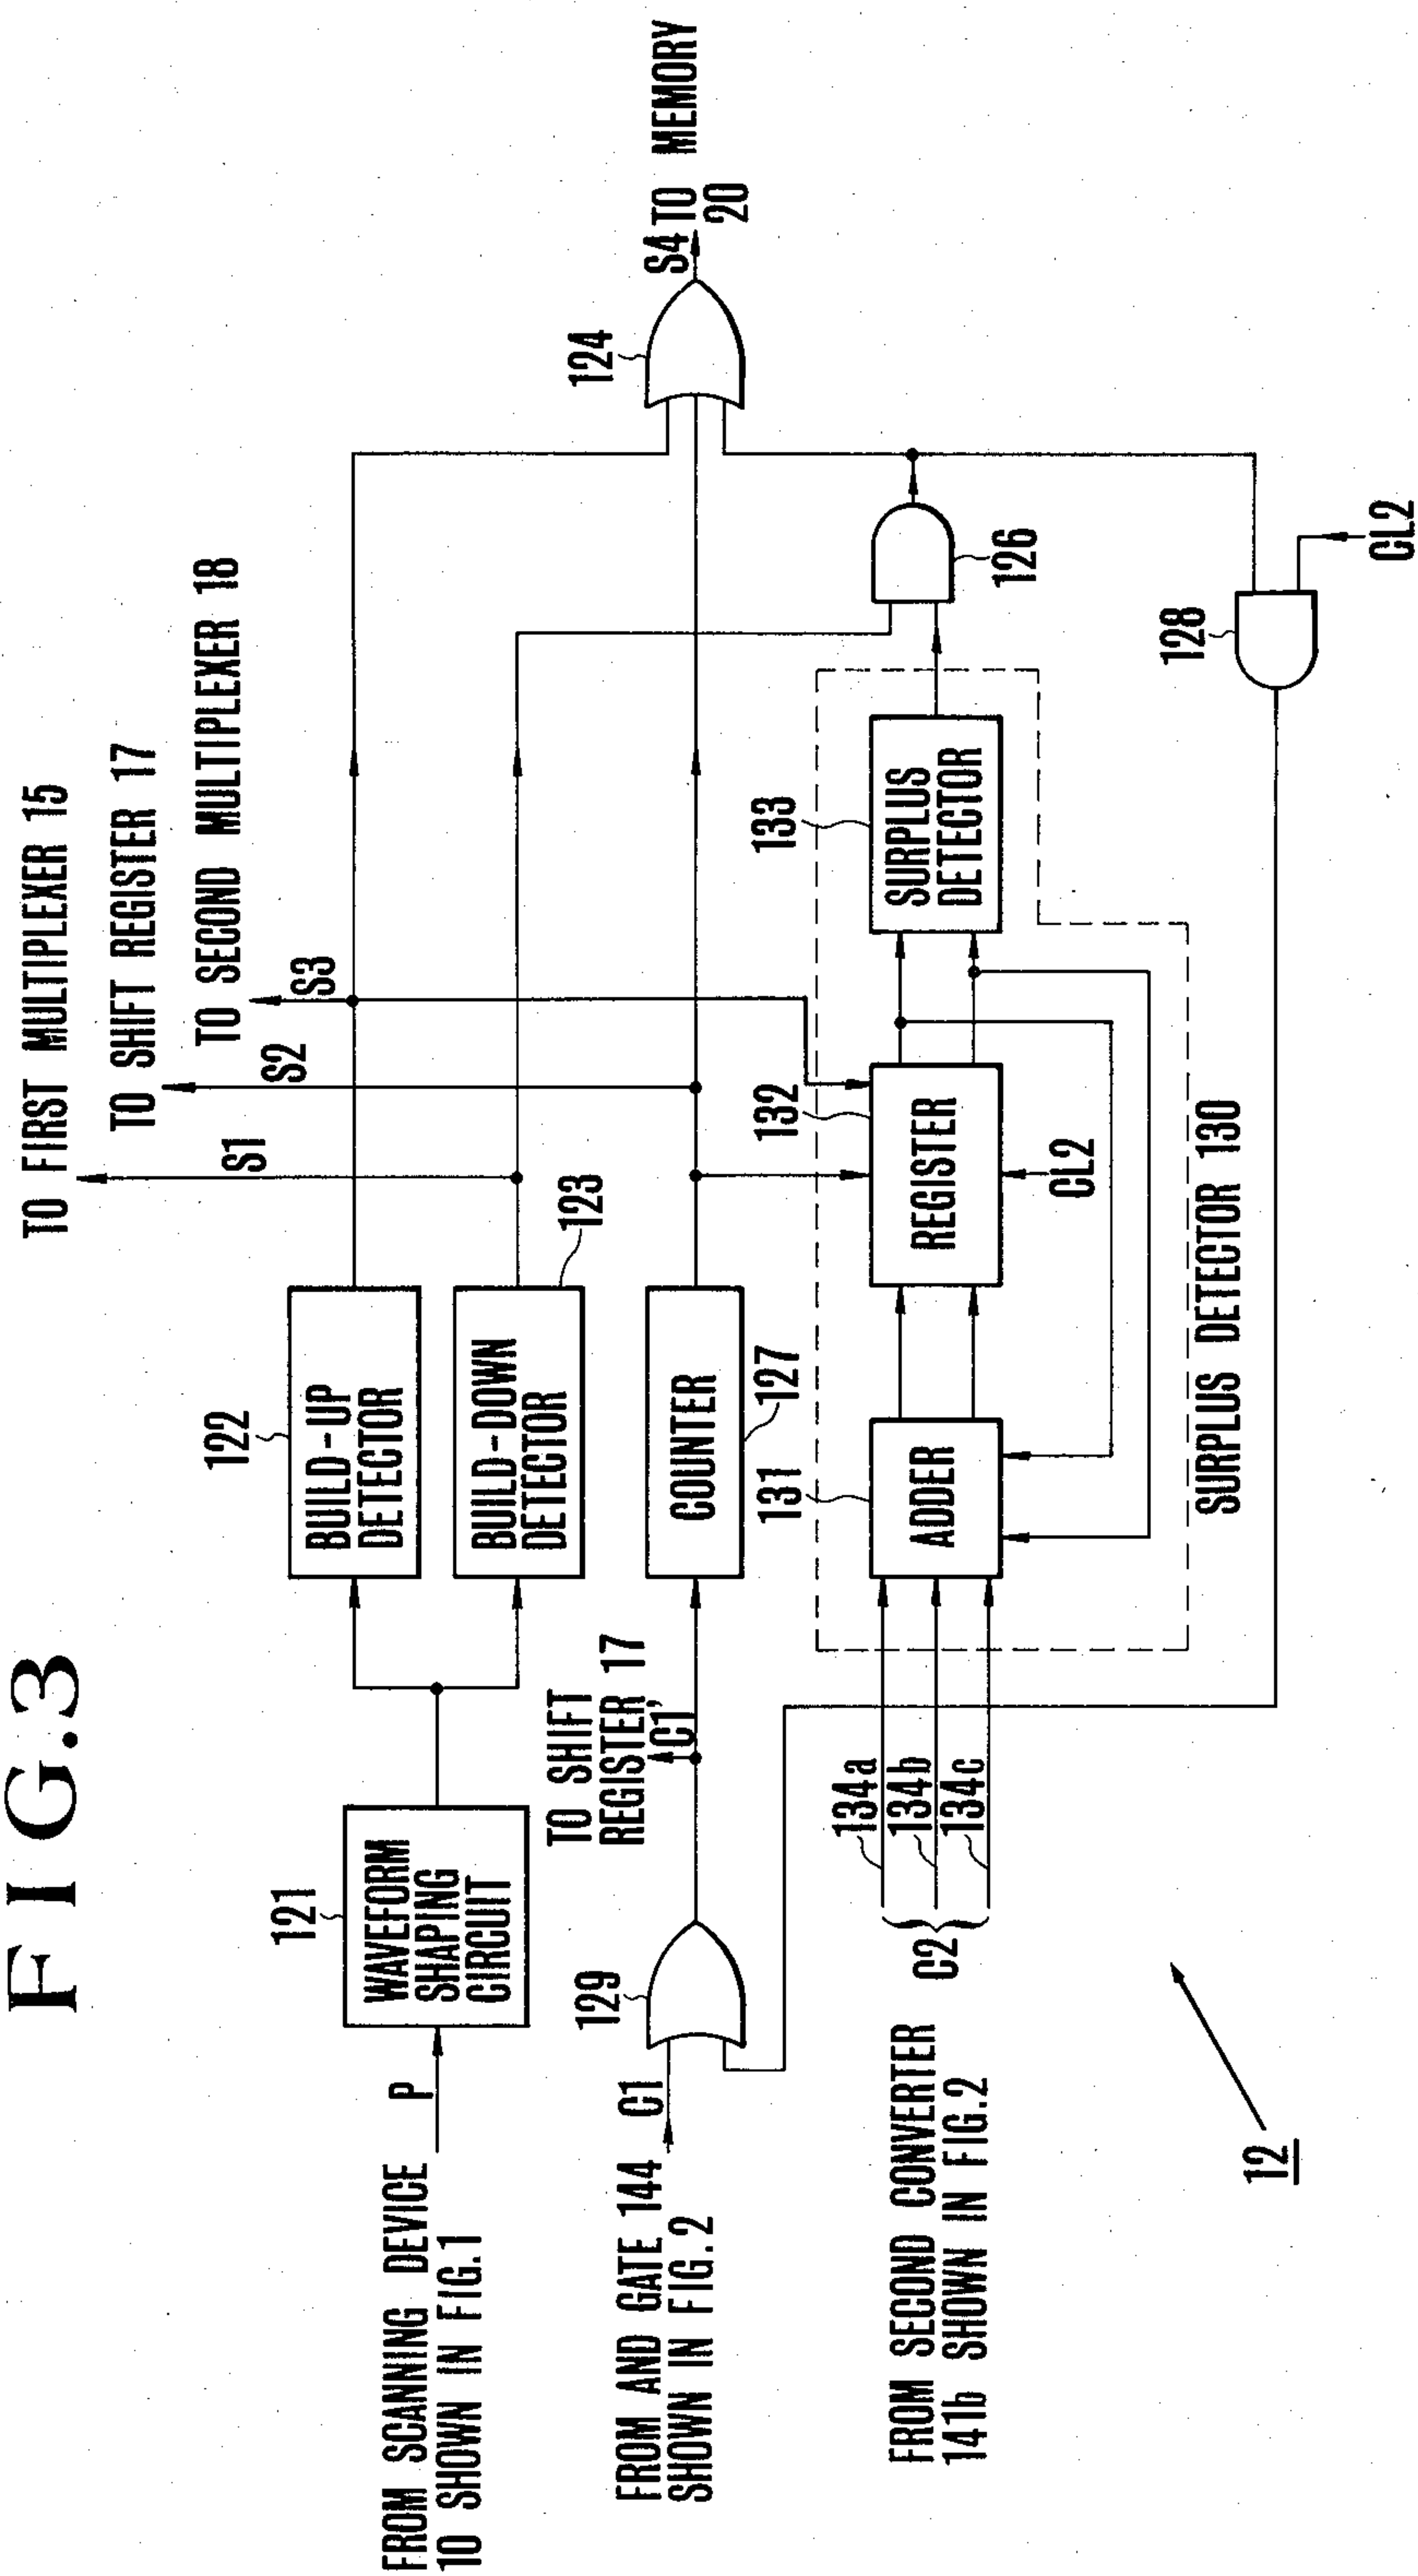 FIG.3
TO FIRST MULTIPLEXER 15
TO SHIFT REGISTER 17
TO SECOND MULTIPLEXER 18
S1
S2
S3
122
BUILD-UP
DETECTOR
121
WAVEFORM
SHAPING
CIRCUIT
P
FROM SCANNING DEVICE
10 SHOWN IN FIG.1
BUILD-DOWN
DETECTOR
123
TO SHIFT
REGISTER 17
C1'
129
C1
FROM AND GATE 144
SHOWN IN FIG.2
COUNTER
127
124
S4
TO MEMORY
20
131
ADDER
132
REGISTER
CL2
133
SURPLUS
DETECTOR
126
134a
134b
134c
C2
FROM SECOND CONVERTER
141b SHOWN IN FIG.2
SURPLUS DETECTOR 130
128
CL2
12